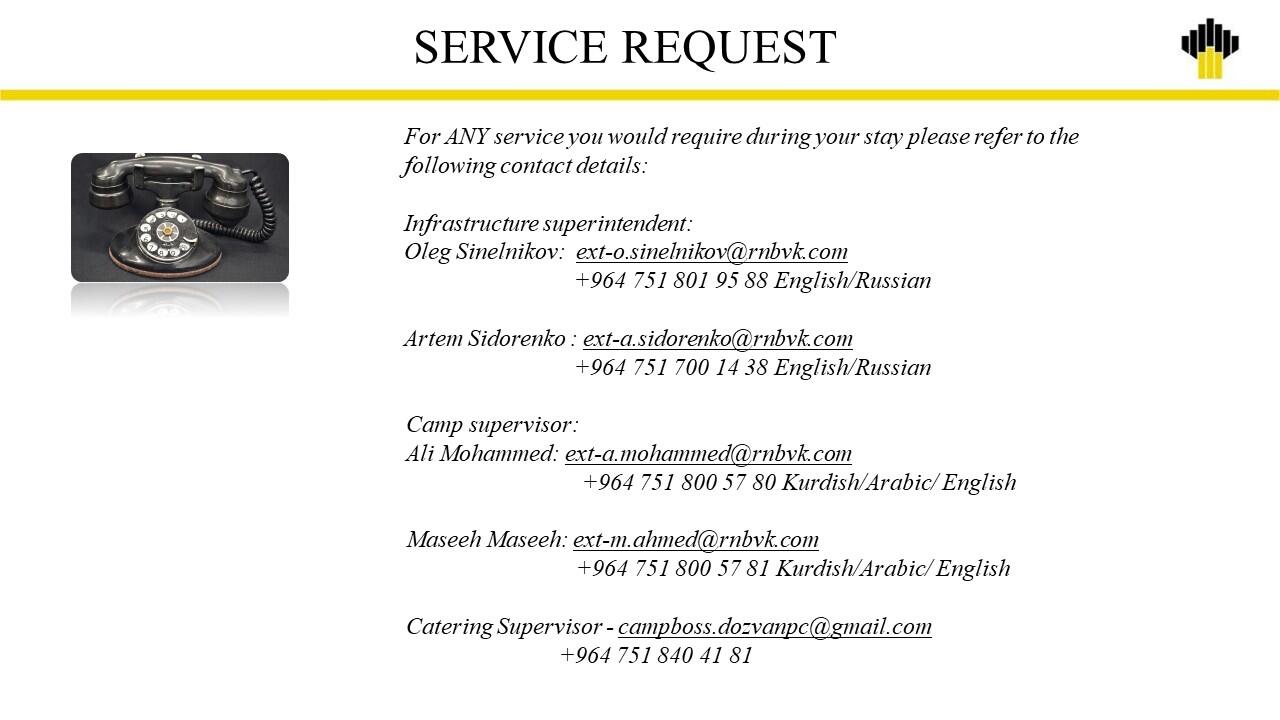 SERVICE REQUEST
For ANY service you would require during your stay please refer to the
following contact details:
Infrastructure superintendent:
Oleg Sinelnikov: ext-o.sinelnikov@rnbvk.com
+964 751 801 95 88 English/Russian
Artem Sidorenko : ext-a.sidorenko@rnbvk.com
+964 751 700 14 38 English/Russian
Camp supervisor:
Ali Mohammed: ext-a.mohammed@rnbvk.com
+964 751 800 57 80 Kurdish/Arabic/ English
Maseeh Maseeh: ext-m.ahmed@rnbvk.com
+964 751 800 57 81 Kurdish/Arabic/ English
Catering Supervisor - campboss.dozvanpc@gmail.com
+964 751 840 41 81